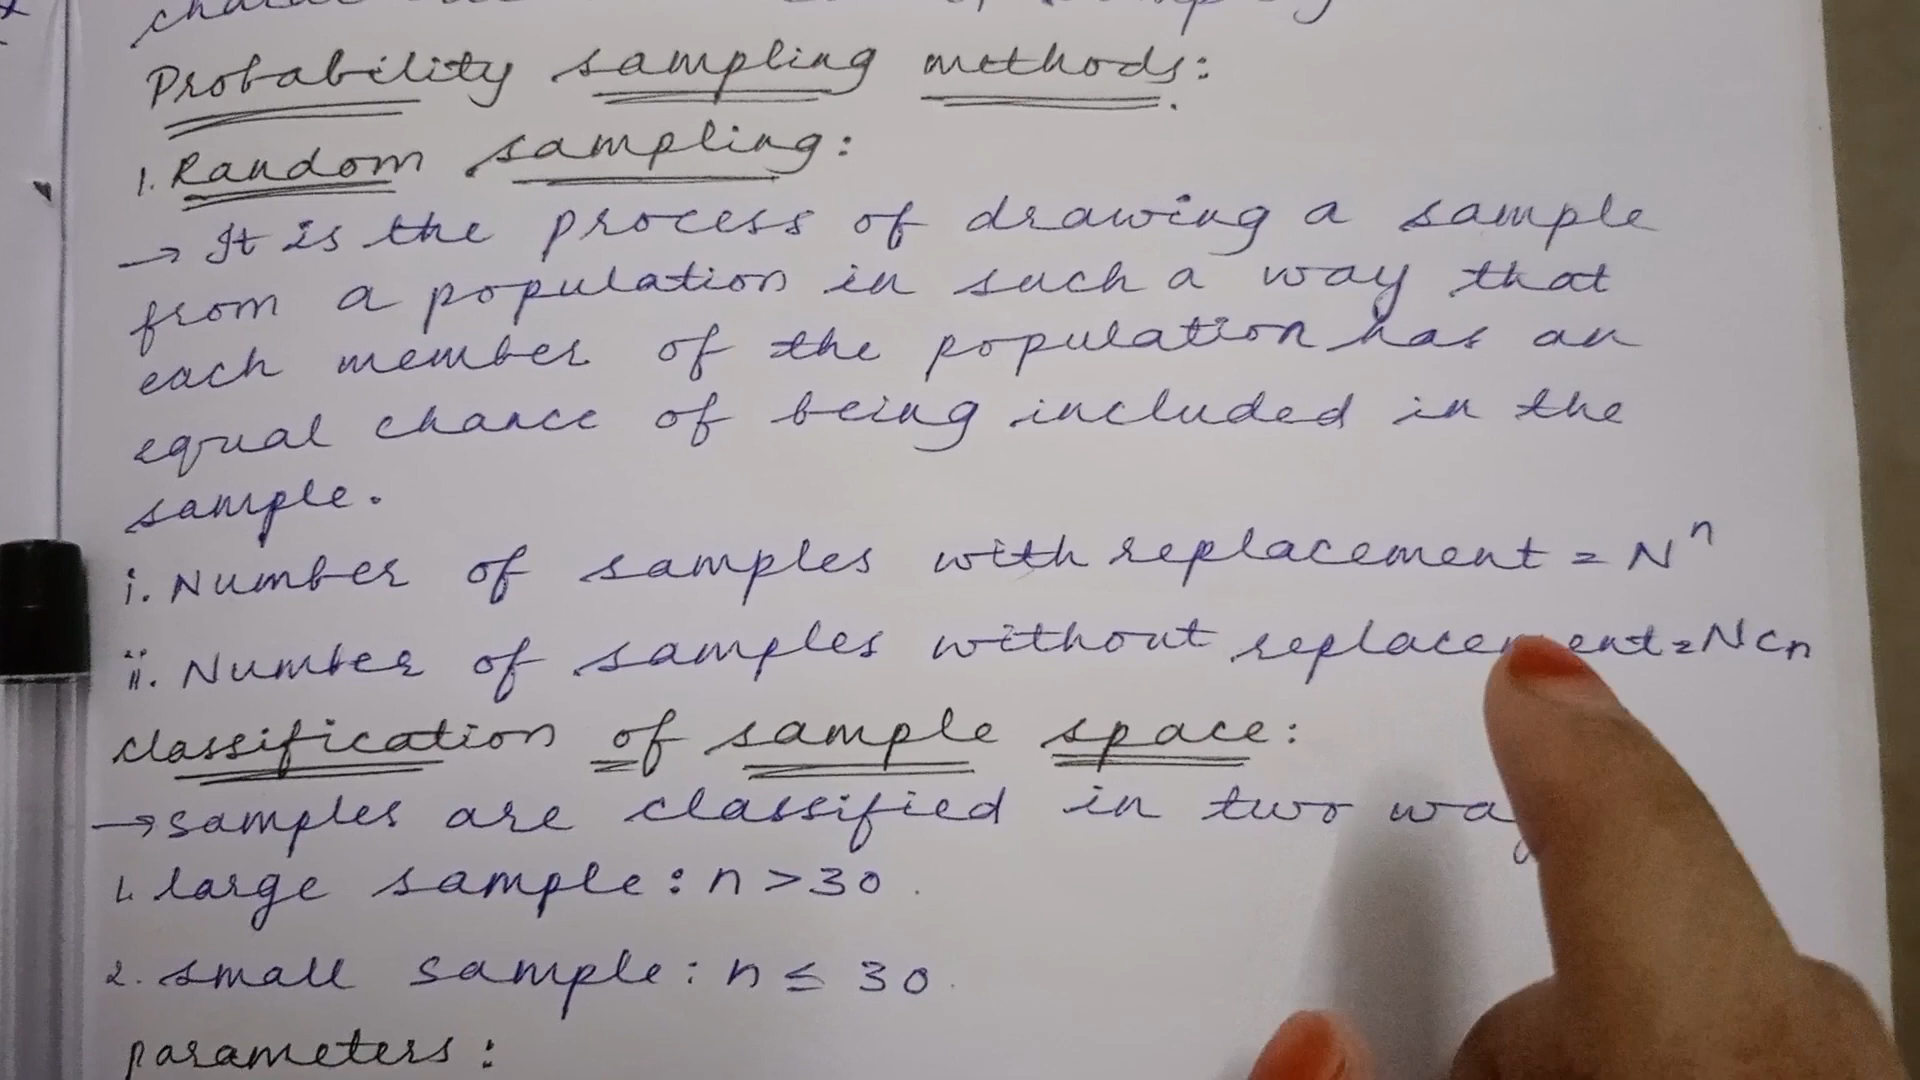 Probability sampling methods:
1. Random sampling:
→ It is the process of drawing a sample
from a population in such a way that
each member of the population has an
equal chance of being included in the
sample.
i. Number of samples with replacement = Nⁿ
ii. Number of samples without replacement = Ncₙ
classification of sample space:
→ samples are classified in two
1. large sample: n > 30.
2. small sample: n ≤ 30.
parameters: